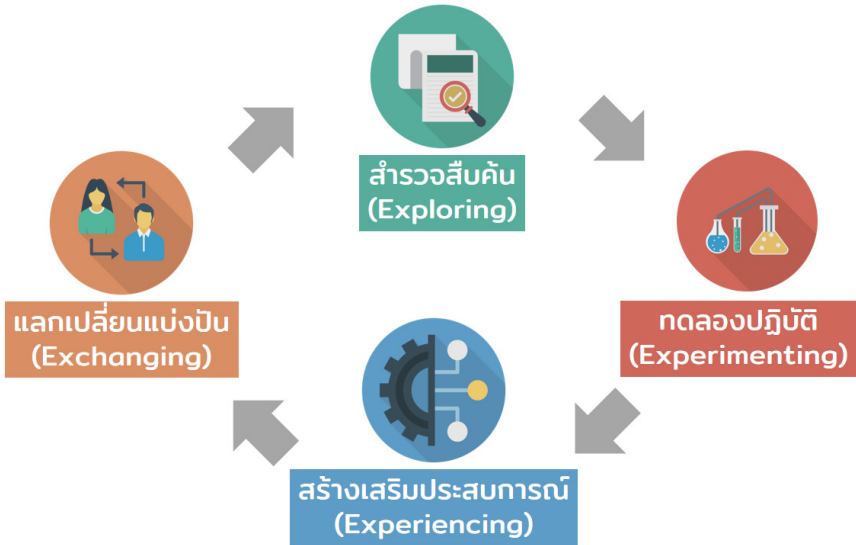 สำรวจสืบค้น
(Exploring)
ทดลองปฏิบัติ
(Experimenting)
สร้างเสริมประสบการณ์
(Experiencing)
แลกเปลี่ยนแบ่งปัน
(Exchanging)